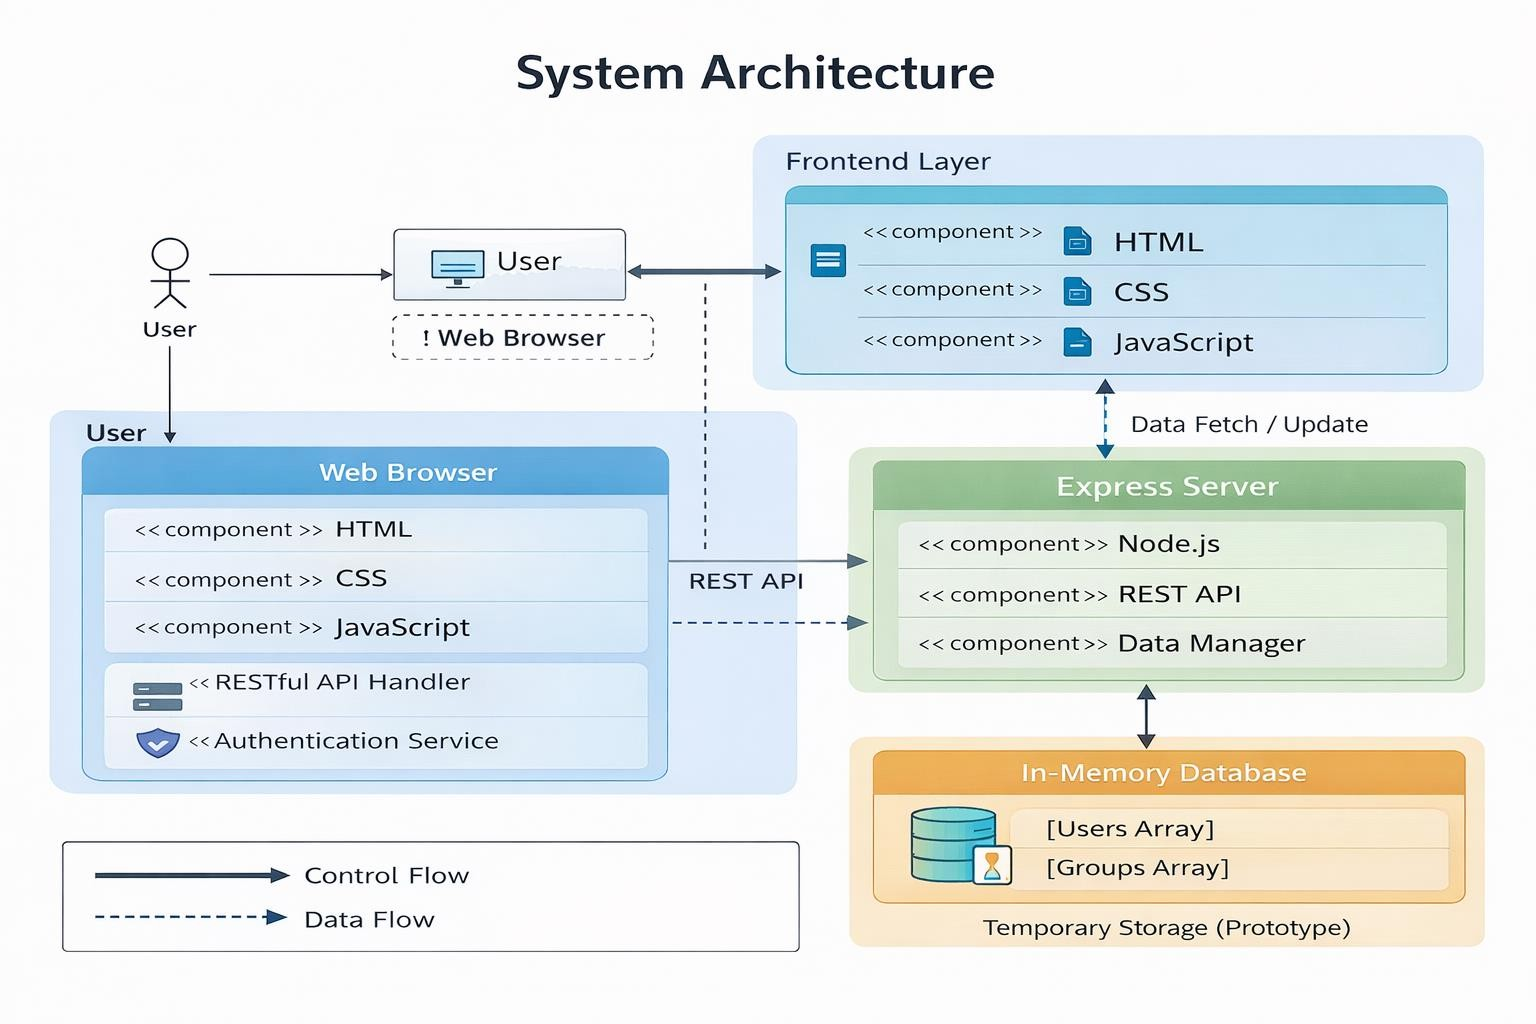 System Architecture
Frontend Layer
<<component>> HTML
<<component>> CSS
<<component>> JavaScript
User
User
! Web Browser
Data Fetch / Update
User
Web Browser
<<component>> HTML
<<component>> CSS
<<component>> JavaScript
<<RESTful API Handler
<<Authentication Service
REST API
Express Server
<<component>> Node.js
<<component>> REST API
<<component>> Data Manager
In-Memory Database
[Users Array]
[Groups Array]
Temporary Storage (Prototype)
Control Flow
Data Flow